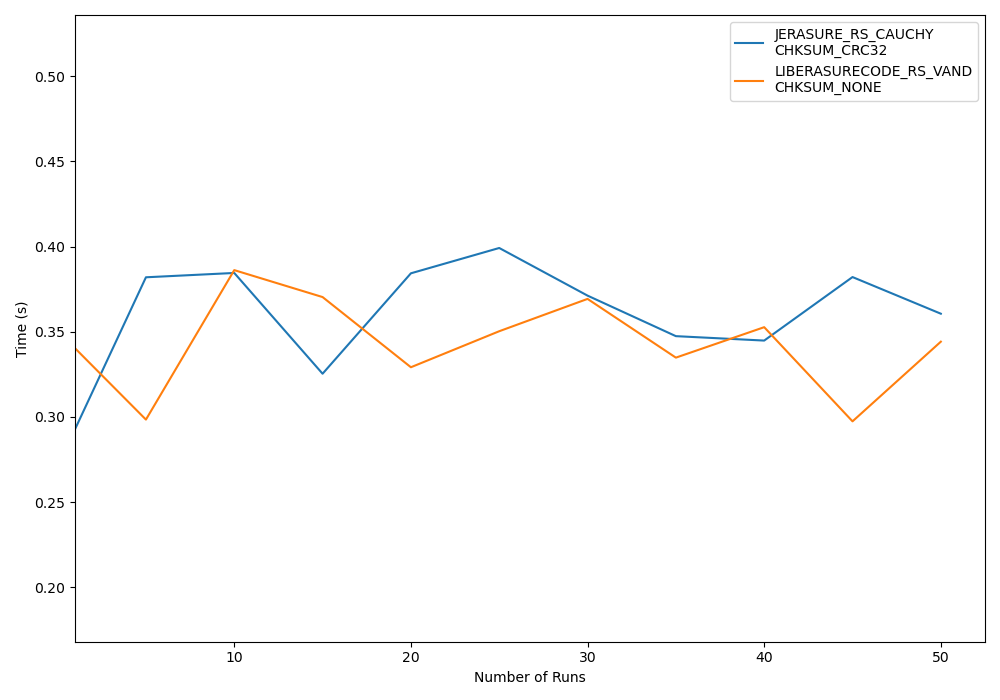 JERASURE_RS_CAUCHY
CHKSUM_CRC32
LIBERASURECODE_RS_VAND
CHKSUM_NONE
0.50
0.45
0.40
0.35
0.30
0.25
0.20
Time (s)
10 20 30 40 50
Number of Runs